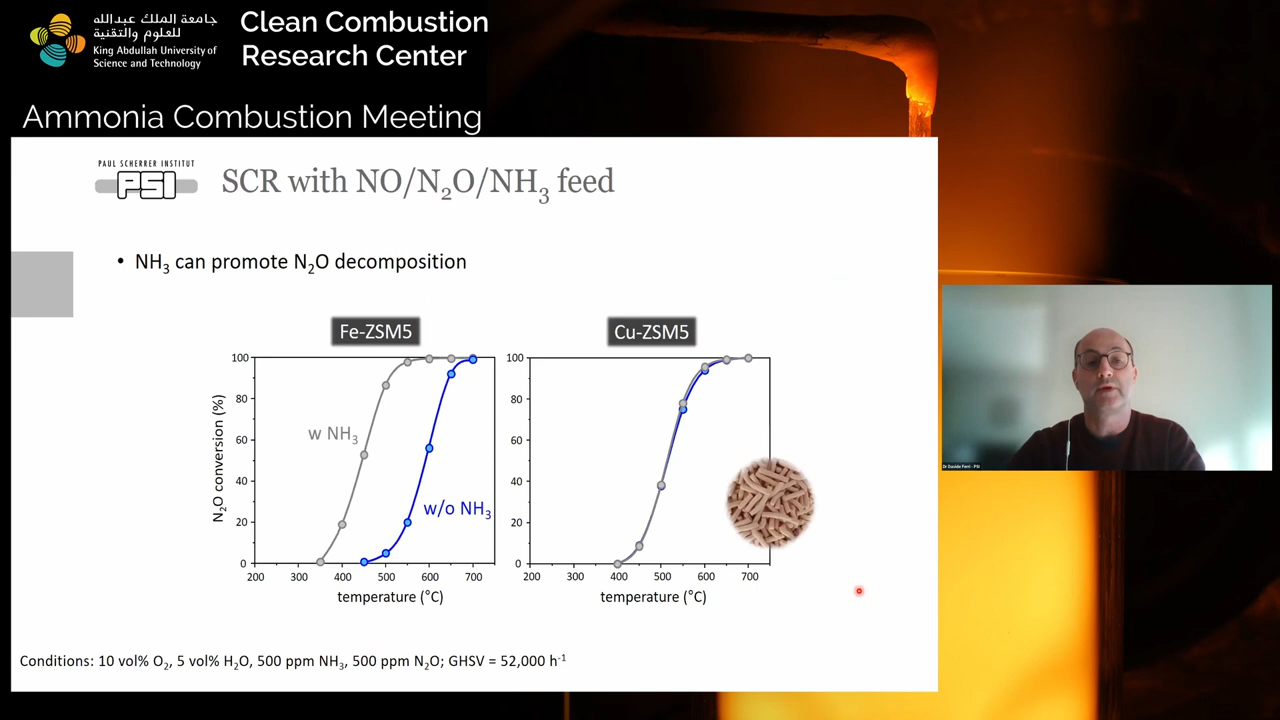 جامعة الملك عبدالله
للعلوم والتقنية
King Abdullah University of
Science and Technology
Clean Combustion
Research Center
Ammonia Combustion Meeting
PAUL SCHERRER INSTITUT
PSI
SCR with NO/N₂O/NH₃ feed
• NH₃ can promote N₂O decomposition
Fe-ZSM5
Cu-ZSM5
N₂O conversion (%)
100
80
60
40
20
0
w NH₃
w/o NH₃
200 300 400 500 600 700
temperature (°C)
100
80
60
40
20
0
200 300 400 500 600 700
temperature (°C)
Conditions: 10 vol% O₂, 5 vol% H₂O, 500 ppm NH₃, 500 ppm N₂O; GHSV = 52,000 h⁻¹
Dr Davide Ferri - PSI